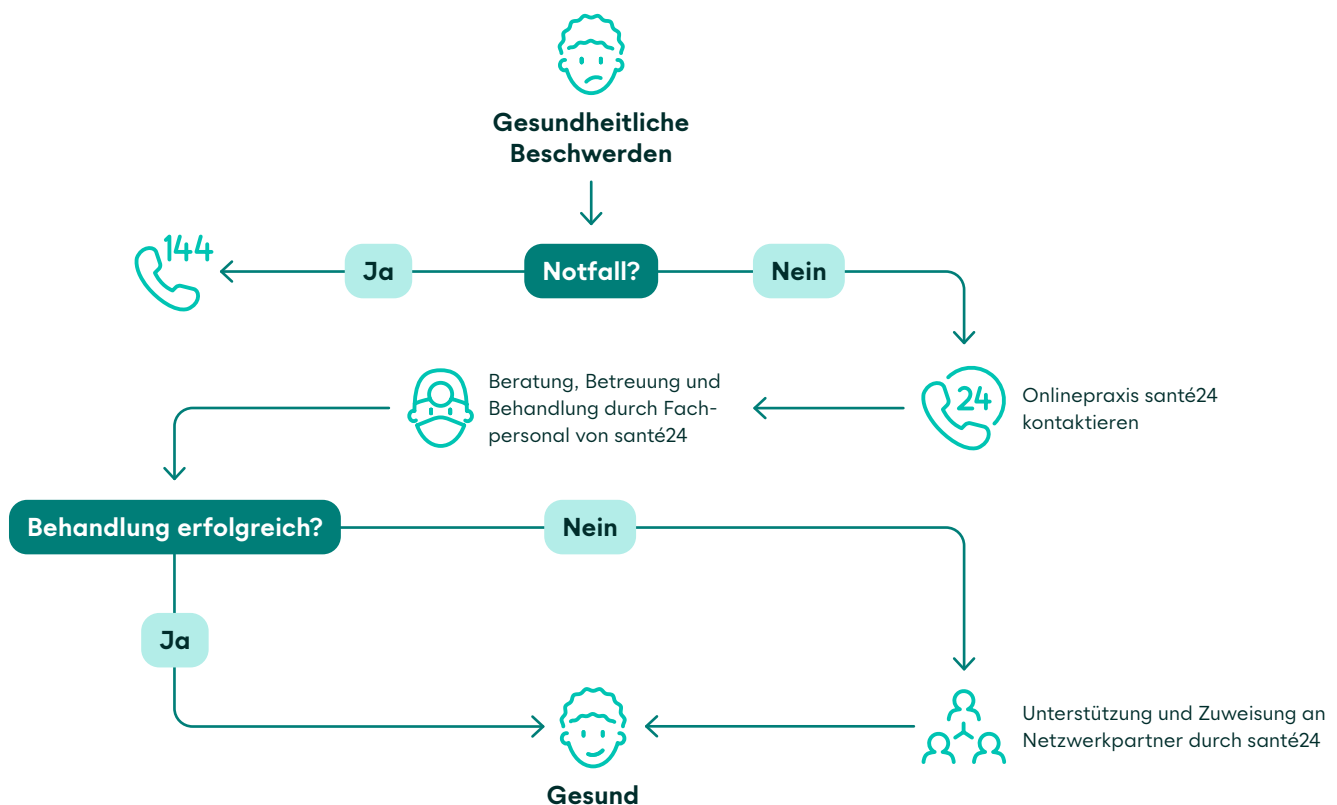 Gesundheitliche
Beschwerden
144
Ja
Notfall?
Nein
Beratung, Betreuung und
Behandlung durch Fach-
personal von santé24
24
Onlinepraxis santé24
kontaktieren
Behandlung erfolgreich?
Nein
Ja
Unterstützung und Zuweisung an
Netzwerkpartner durch santé24
Gesund